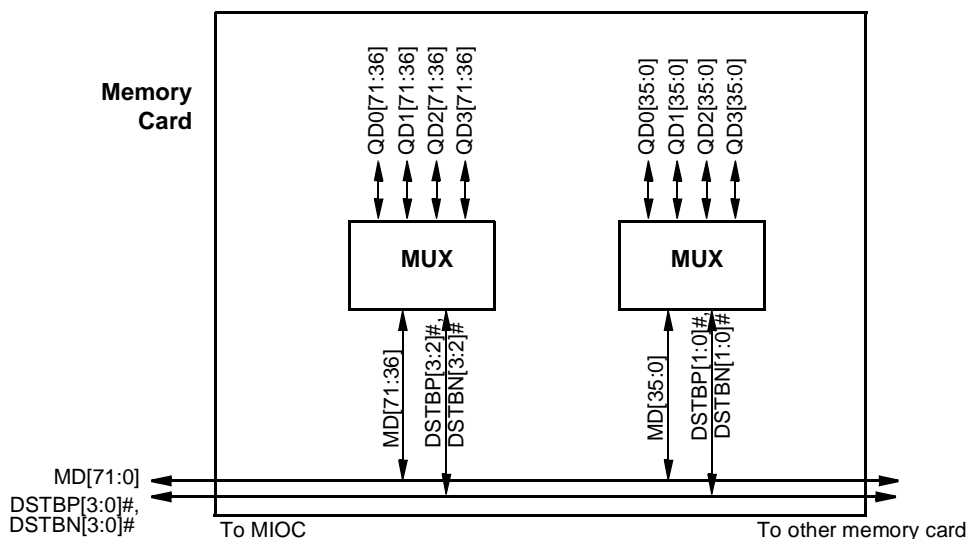 Memory
Card
QD0[71:36]
QD1[71:36]
QD2[71:36]
QD3[71:36]
QD0[35:0]
QD1[35:0]
QD2[35:0]
QD3[35:0]
MUX
MUX
MD[71:36]
DSTBP[3:2]#,
DSTBN[3:2]#
MD[35:0]
DSTBP[1:0]#,
DSTBN[1:0]#
MD[71:0]
DSTBP[3:0]#,
DSTBN[3:0]#
To MIOC
To other memory card